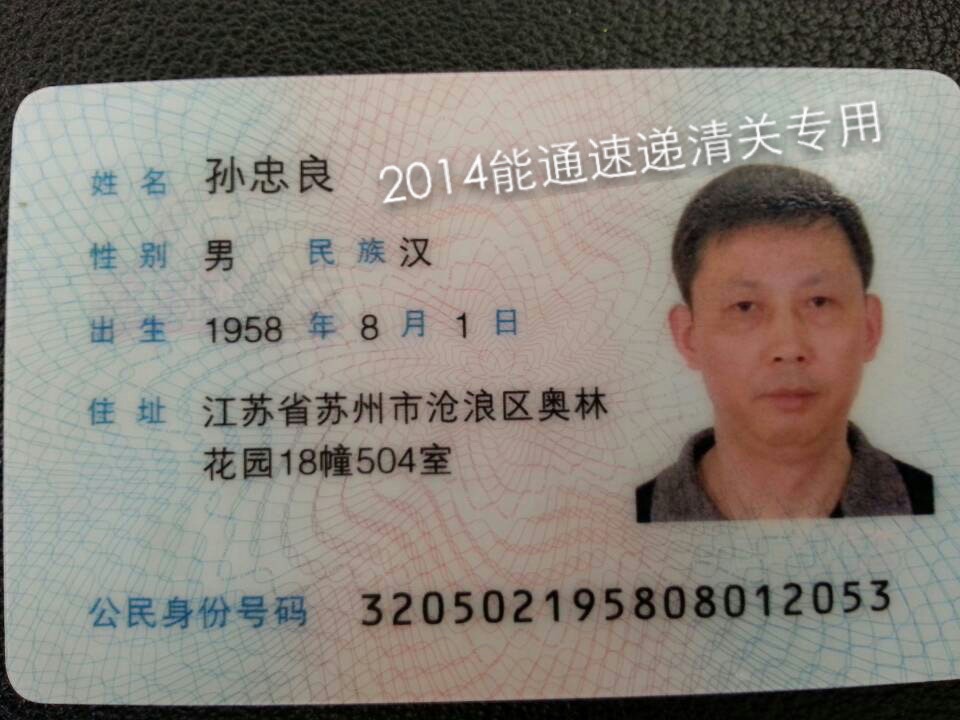 2014能通速递清关专用
姓名 孙忠良
性别 男 民族 汉
出生 1958 年 8 月 1 日
住址 江苏省苏州市沧浪区奥林
花园18幢504室
公民身份号码 320502195808012053